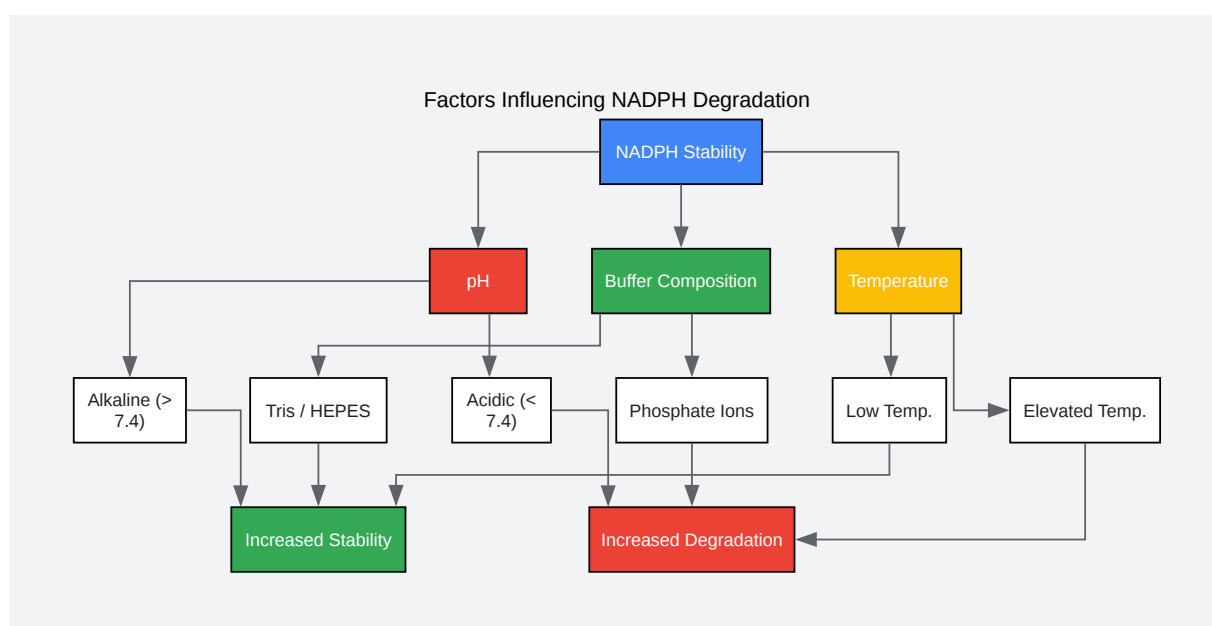 Factors Influencing NADPH Degradation
NADPH Stability
pH
Buffer Composition
Temperature
Alkaline (>
7.4)
Tris / HEPES
Acidic (<
7.4)
Phosphate Ions
Low Temp.
Elevated Temp.
Increased Stability
Increased Degradation